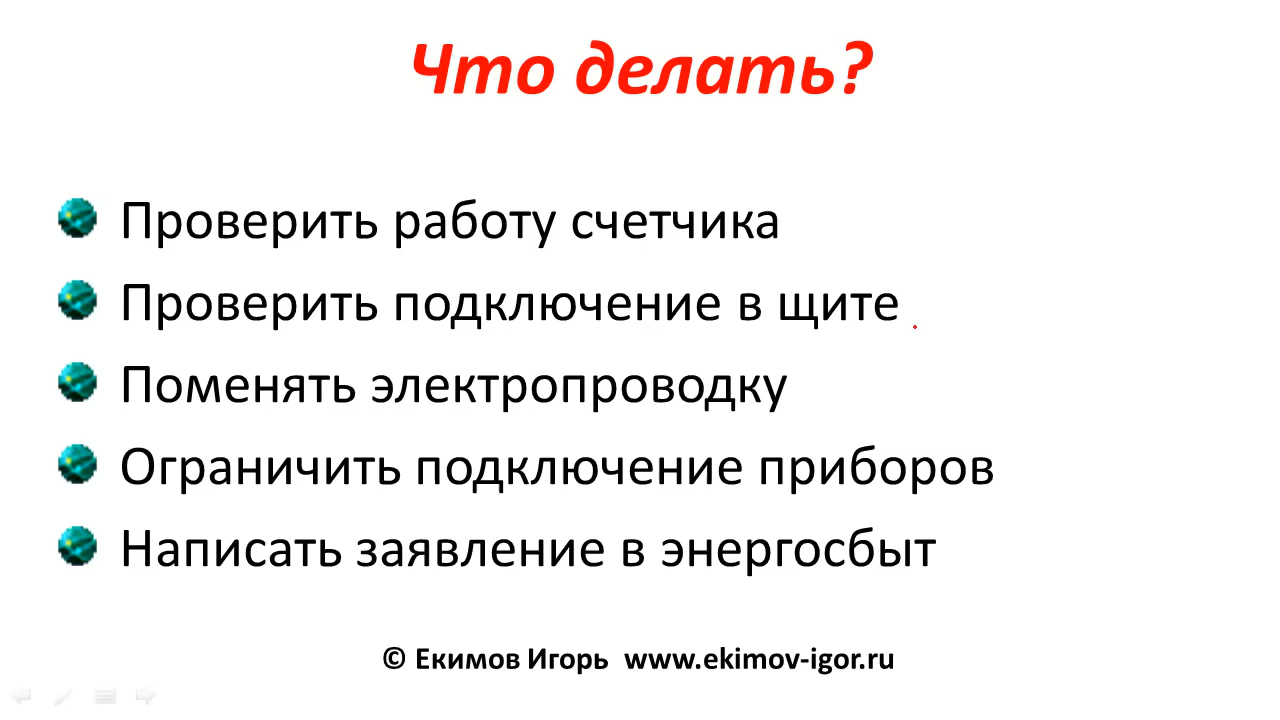 Что делать?
Проверить работу счетчика
Проверить подключение в щите
Поменять электропроводку
Ограничить подключение приборов
Написать заявление в энергосбыт
© Екимов Игорь www.ekimov-igor.ru